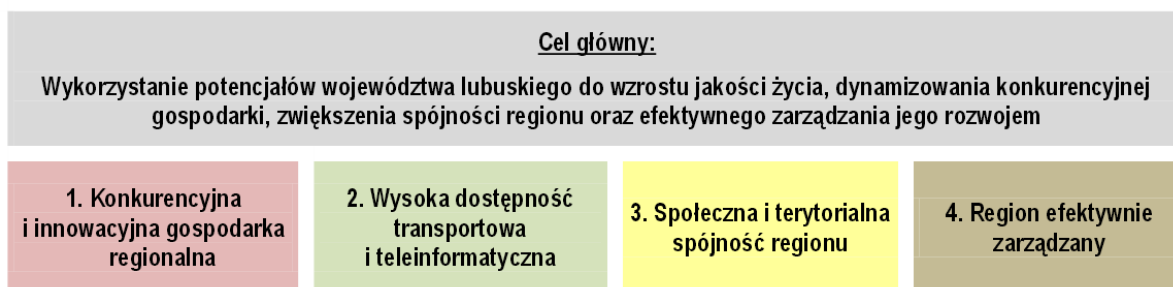 Cel główny:
Wykorzystanie potencjałów województwa lubuskiego do wzrostu jakości życia, dynamizowania konkurencyjnej
gospodarki, zwiększenia spójności regionu oraz efektywnego zarządzania jego rozwojem
1. Konkurencyjna
i innowacyjna gospodarka
regionalna
2. Wysoka dostępność
transportowa
i teleinformatyczna
3. Społeczna i terytorialna
spójność regionu
4. Region efektywnie
zarządzany